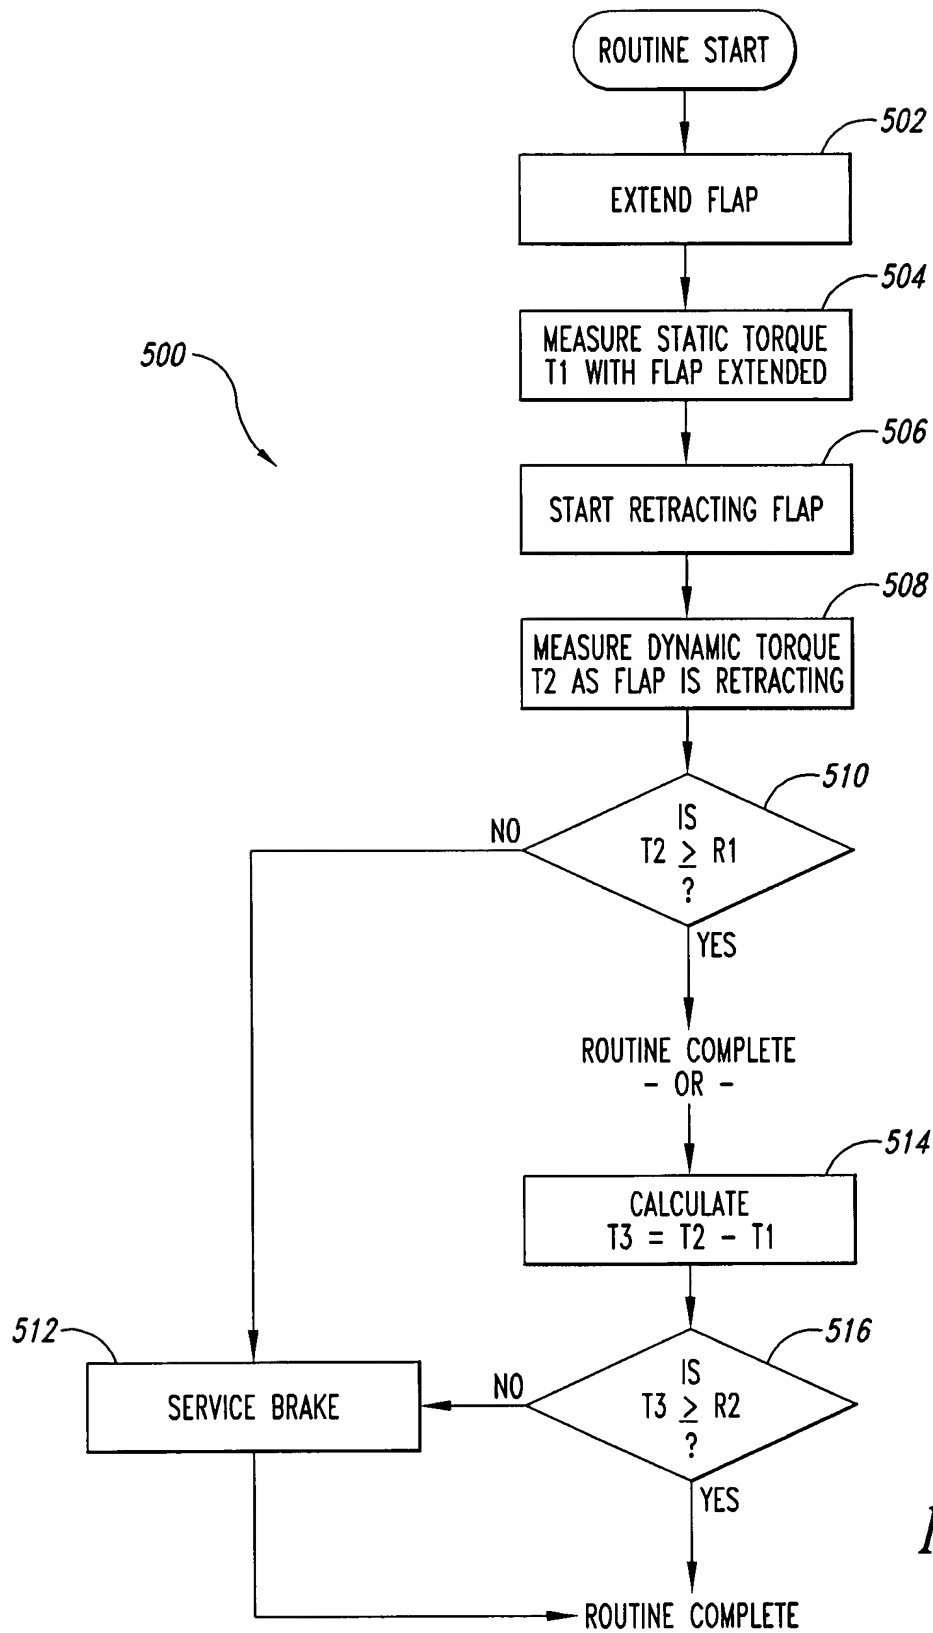 ROUTINE START
502
EXTEND FLAP
504
MEASURE STATIC TORQUE
T1 WITH FLAP EXTENDED
500
506
START RETRACTING FLAP
508
MEASURE DYNAMIC TORQUE
T2 AS FLAP IS RETRACTING
510
IS
T2 ≥ R1
?
NO
YES
ROUTINE COMPLETE
- OR -
514
CALCULATE
T3 = T2 - T1
516
IS
T3 ≥ R2
?
NO
512
SERVICE BRAKE
YES
ROUTINE COMPLETE